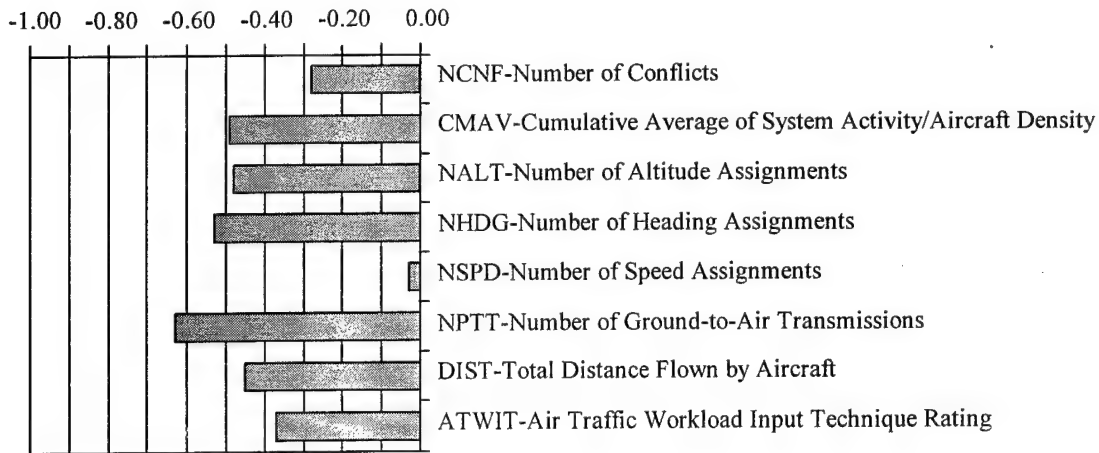 -1.00 -0.80 -0.60 -0.40 -0.20 0.00
NCNF-Number of Conflicts
CMAV-Cumulative Average of System Activity/Aircraft Density
NALT-Number of Altitude Assignments
NHDG-Number of Heading Assignments
NSPD-Number of Speed Assignments
NPTT-Number of Ground-to-Air Transmissions
DIST-Total Distance Flown by Aircraft
ATWIT-Air Traffic Workload Input Technique Rating